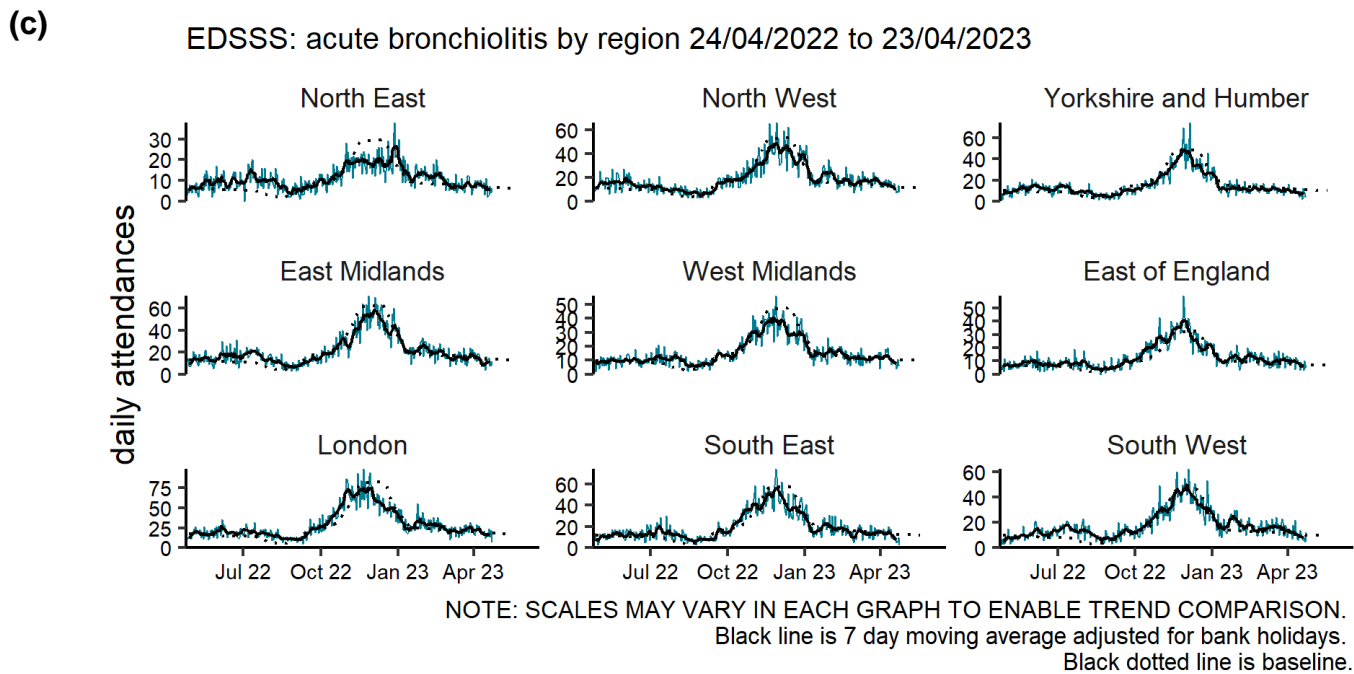 (c)
EDSSS: acute bronchiolitis by region 24/04/2022 to 23/04/2023
daily attendances
North East
30
20
10
0
North West
60
40
20
0
Yorkshire and Humber
60
40
20
0
East Midlands
60
40
20
0
West Midlands
50
40
30
20
10
0
East of England
50
40
30
20
10
0
London
75
50
25
0
South East
60
40
20
0
South West
60
40
20
0
Jul 22 Oct 22 Jan 23 Apr 23
Jul 22 Oct 22 Jan 23 Apr 23
Jul 22 Oct 22 Jan 23 Apr 23
NOTE: SCALES MAY VARY IN EACH GRAPH TO ENABLE TREND COMPARISON.
Black line is 7 day moving average adjusted for bank holidays.
Black dotted line is baseline.